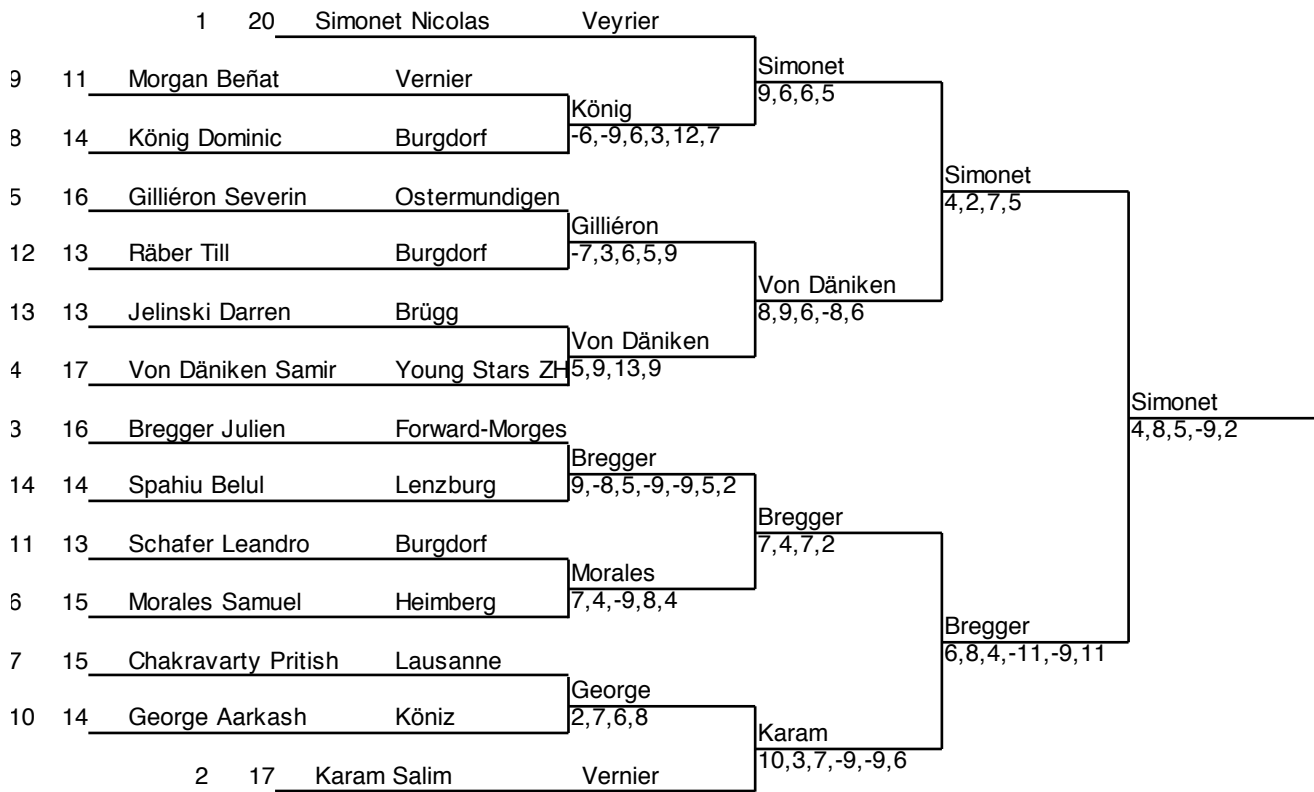 1 20 Simonet Nicolas Veyrier
Simonet
9 11 Morgan Beñat Vernier
9,6,6,5
König
8 14 König Dominic Burgdorf
-6,-9,6,3,12,7
Simonet
5 16 Gilliéron Severin Ostermundigen
4,2,7,5
Gilliéron
12 13 Räber Till Burgdorf
-7,3,6,5,9
Von Däniken
13 13 Jelinski Darren Brügg
8,9,6,-8,6
Von Däniken
4 17 Von Däniken Samir Young Stars ZH
5,9,13,9
Simonet
3 16 Bregger Julien Forward-Morges
4,8,5,-9,2
Bregger
14 14 Spahiu Belul Lenzburg
9,-8,5,-9,-9,5,2
Bregger
11 13 Schafer Leandro Burgdorf
7,4,7,2
Morales
6 15 Morales Samuel Heimberg
7,4,-9,8,4
Bregger
7 15 Chakravarty Pritish Lausanne
6,8,4,-11,-9,11
George
10 14 George Aarkash Köniz
2,7,6,8
Karam
2 17 Karam Salim Vernier
10,3,7,-9,-9,6